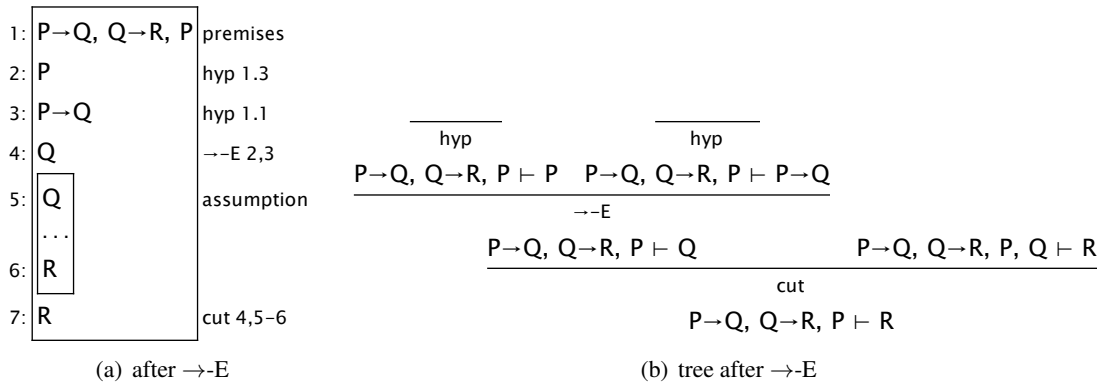 1: P→Q, Q→R, P premises
2: P hyp 1.3
3: P→Q hyp 1.1
4: Q →-E 2,3
5: Q assumption
...
6: R
7: R cut 4,5-6
(a) after →-E
hyp hyp
P→Q, Q→R, P ⊢ P P→Q, Q→R, P ⊢ P→Q
→-E
P→Q, Q→R, P ⊢ Q P→Q, Q→R, P, Q ⊢ R
cut
P→Q, Q→R, P ⊢ R
(b) tree after →-E